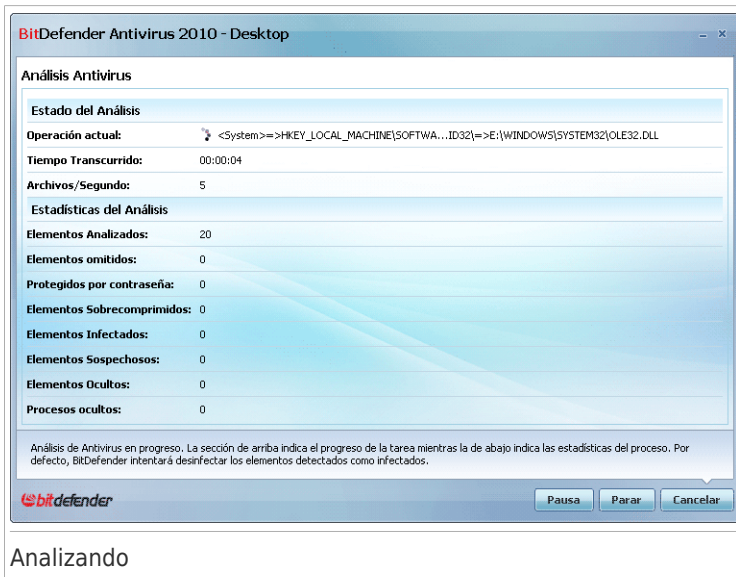 BitDefender Antivirus 2010 - Desktop
Análisis Antivirus
Estado del Análisis
Operación actual: <System>=>HKEY_LOCAL_MACHINE\SOFTWA...ID32\=>E:\WINDOWS\SYSTEM32\OLE32.DLL
Tiempo Transcurrido: 00:00:04
Archivos/Segundo: 5
Estadísticas del Análisis
Elementos Analizados: 20
Elementos omitidos: 0
Protegidos por contraseña: 0
Elementos Sobrecomprimidos: 0
Elementos Infectados: 0
Elementos Sospechosos: 0
Elementos Ocultos: 0
Procesos ocultos: 0
Análisis de Antivirus en progreso. La sección de arriba indica el progreso de la tarea mientras la de abajo indica las estadísticas del proceso. Por
defecto, BitDefender intentará desinfectar los elementos detectados como infectados.
bitdefender Pausa Parar Cancelar
Analizando